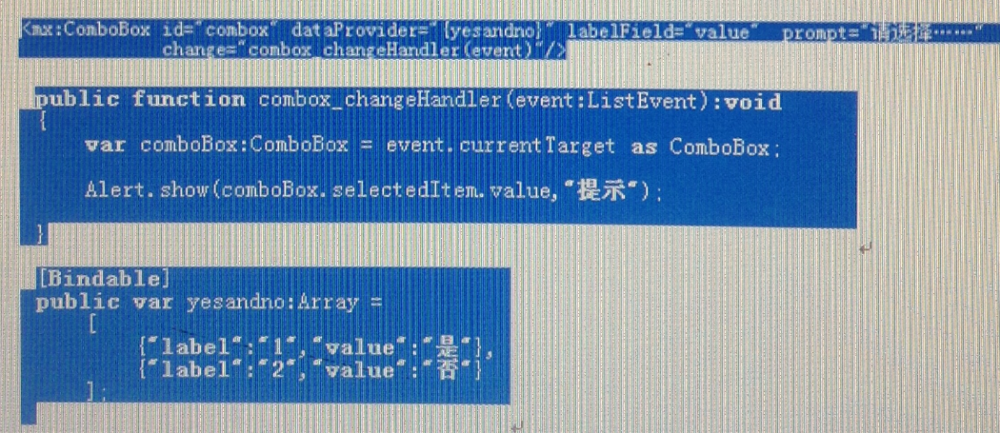 <mx:ComboBox id="combox" dataProvider="{yesandno}" labelField="value" prompt="请选择……"
change="combox_changeHandler(event)"/>
public function combox_changeHandler(event:ListEvent):void
{
var comboBox:ComboBox = event.currentTarget as ComboBox;
Alert.show(comboBox.selectedItem.value,"提示");
}
[Bindable]
public var yesandno:Array =
[
{"label":"1","value":"是"},
{"label":"2","value":"否"}
];